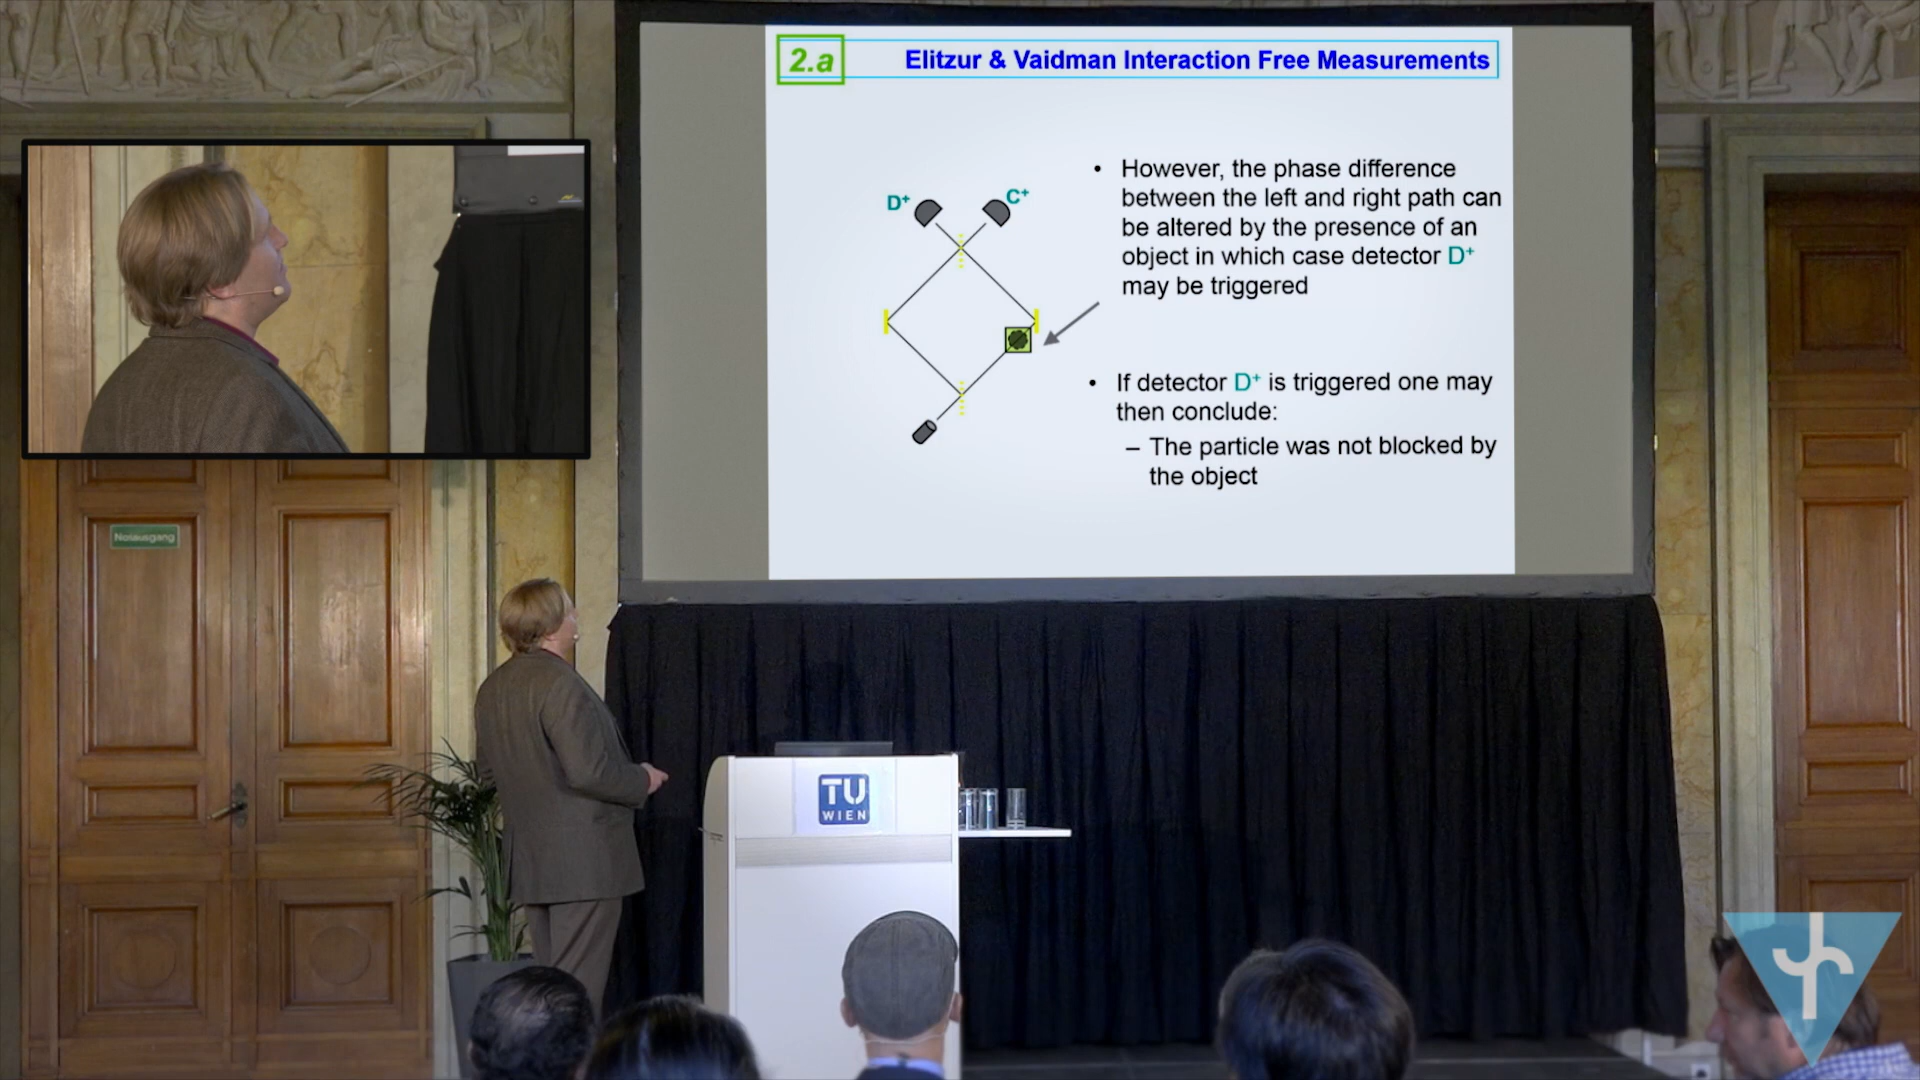 2.a
Elitzur & Vaidman Interaction Free Measurements
D⁺
C⁺
• However, the phase difference
between the left and right path can
be altered by the presence of an
object in which case detector D⁺
may be triggered
• If detector D⁺ is triggered one may
then conclude:
– The particle was not blocked by
the object
Notausgang
TU
WIEN